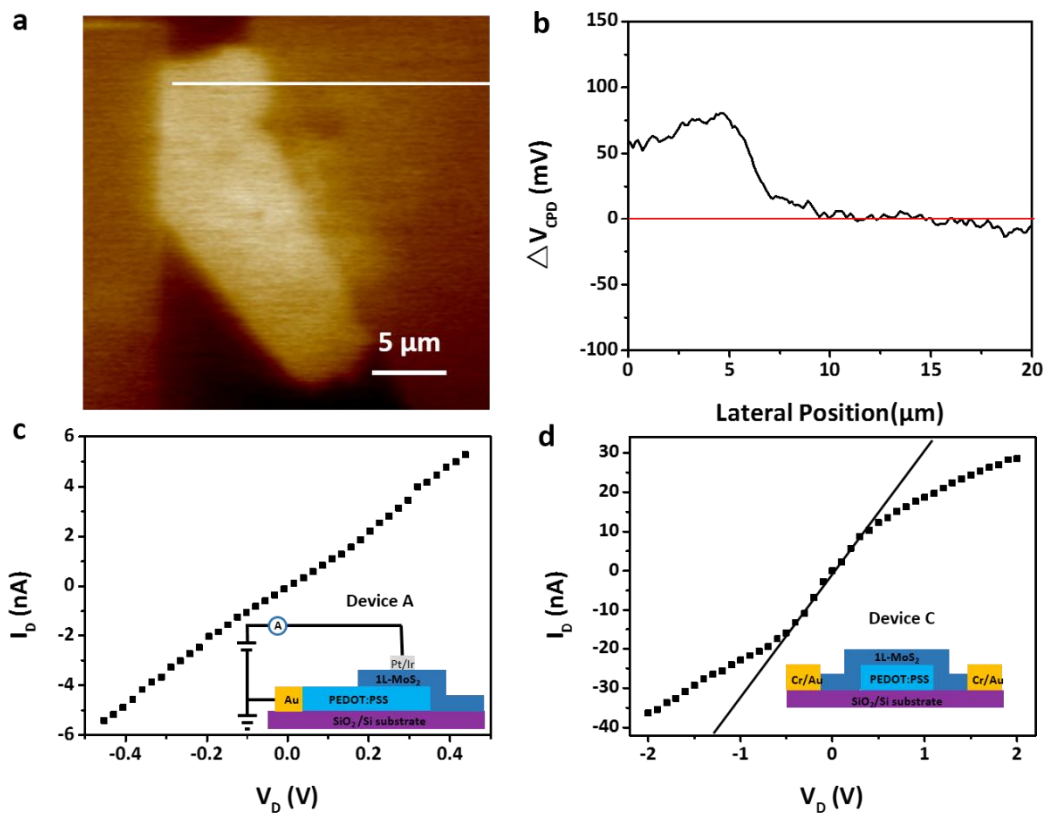 a
5 μm
b
100
50
0
-50
-100
0
5
10
15
20
△V_CPD (mV)
Lateral Position(μm)
c
6
4
2
0
-2
-4
-6
-0.4
-0.2
0.0
0.2
0.4
I_D (nA)
V_D (V)
Device A
A
Pt/Ir
1L-MoS₂
Au
PEDOT:PSS
SiO₂/Si substrate
d
30
20
10
0
-10
-20
-30
-40
-2
-1
0
1
2
I_D (nA)
V_D (V)
Device C
1L-MoS₂
Cr/Au
PEDOT:PSS
Cr/Au
SiO₂/Si substrate